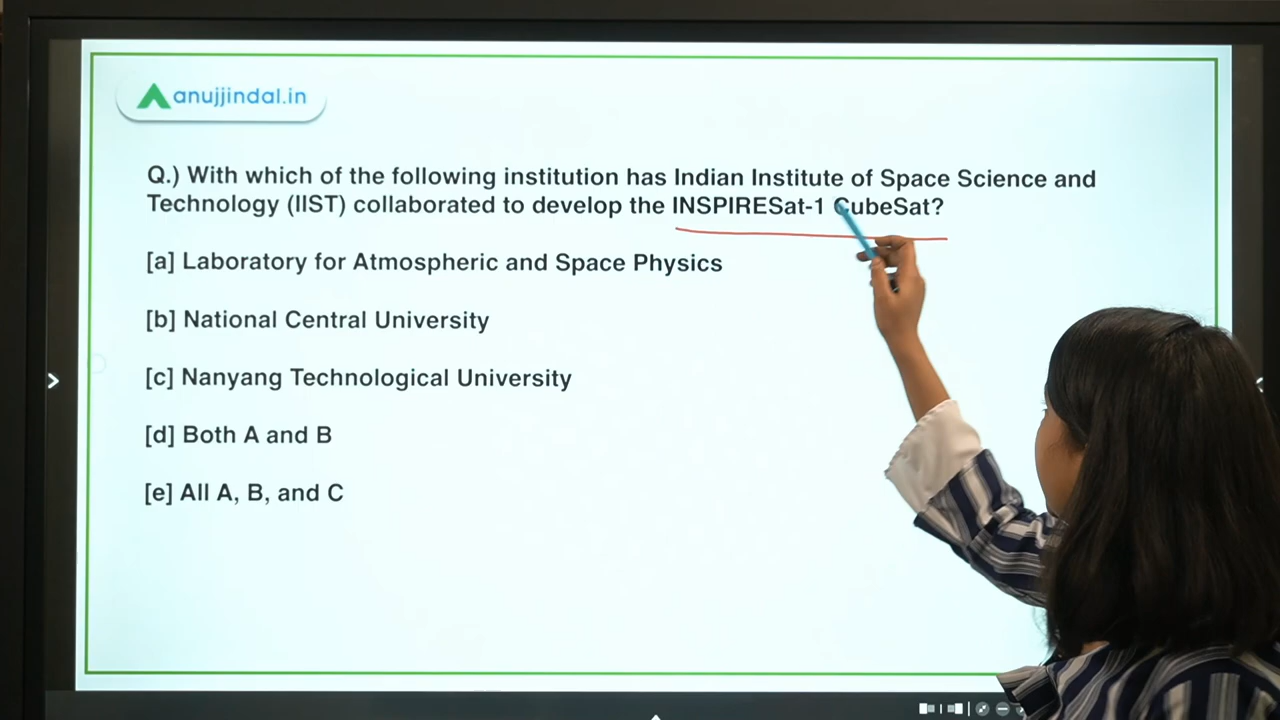 anujjindal.in
Q.) With which of the following institution has Indian Institute of Space Science and
Technology (IIST) collaborated to develop the INSPIRESat-1 CubeSat?
[a] Laboratory for Atmospheric and Space Physics
[b] National Central University
[c] Nanyang Technological University
[d] Both A and B
[e] All A, B, and C